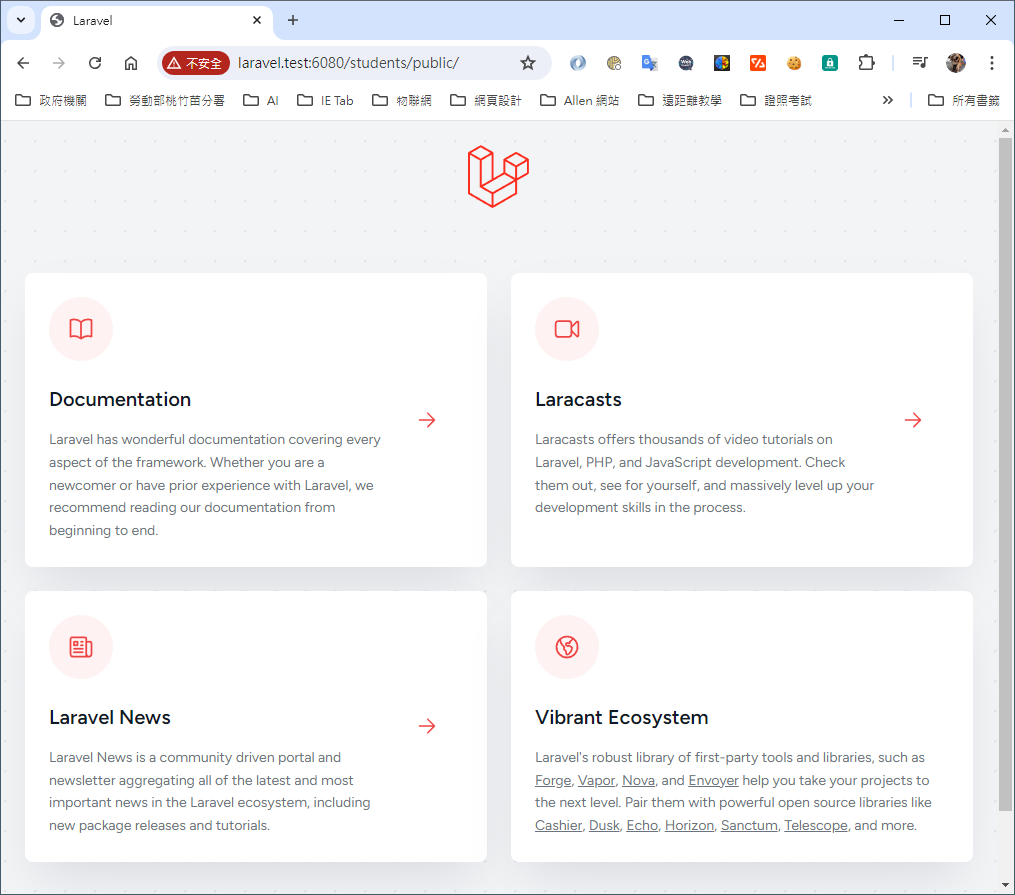 Laravel
不安全
laravel.test:6080/students/public/
政府機關 勞動部桃竹苗分署 AI IE Tab 物聯網 網頁設計 Allen 網站 遠距離教學 證照考試 所有書籤
Documentation
Laravel has wonderful documentation covering every
aspect of the framework. Whether you are a
newcomer or have prior experience with Laravel, we
recommend reading our documentation from
beginning to end.
Laracasts
Laracasts offers thousands of video tutorials on
Laravel, PHP, and JavaScript development. Check
them out, see for yourself, and massively level up your
development skills in the process.
Laravel News
Laravel News is a community driven portal and
newsletter aggregating all of the latest and most
important news in the Laravel ecosystem, including
new package releases and tutorials.
Vibrant Ecosystem
Laravel's robust library of first-party tools and libraries, such as
Forge, Vapor, Nova, and Envoyer help you take your projects to
the next level. Pair them with powerful open source libraries like
Cashier, Dusk, Echo, Horizon, Sanctum, Telescope, and more.